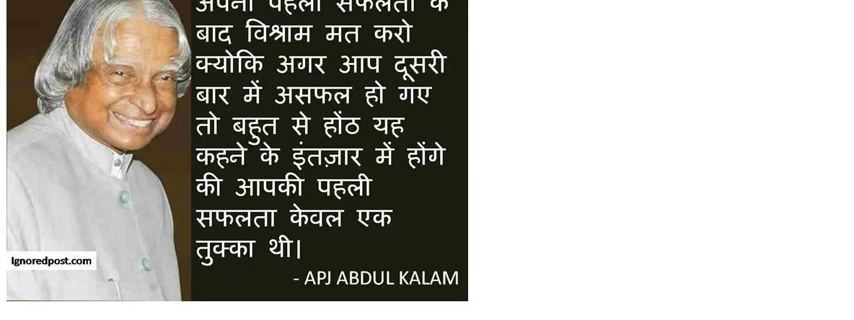 अपनी पहली सफलता के
बाद विश्राम मत करो
क्योकि अगर आप दूसरी
बार में असफल हो गए
तो बहुत से होंठ यह
कहने के इंतज़ार में होंगे
की आपकी पहली
सफलता केवल एक
तुक्का थी।
- APJ ABDUL KALAM
Ignoredpost.com